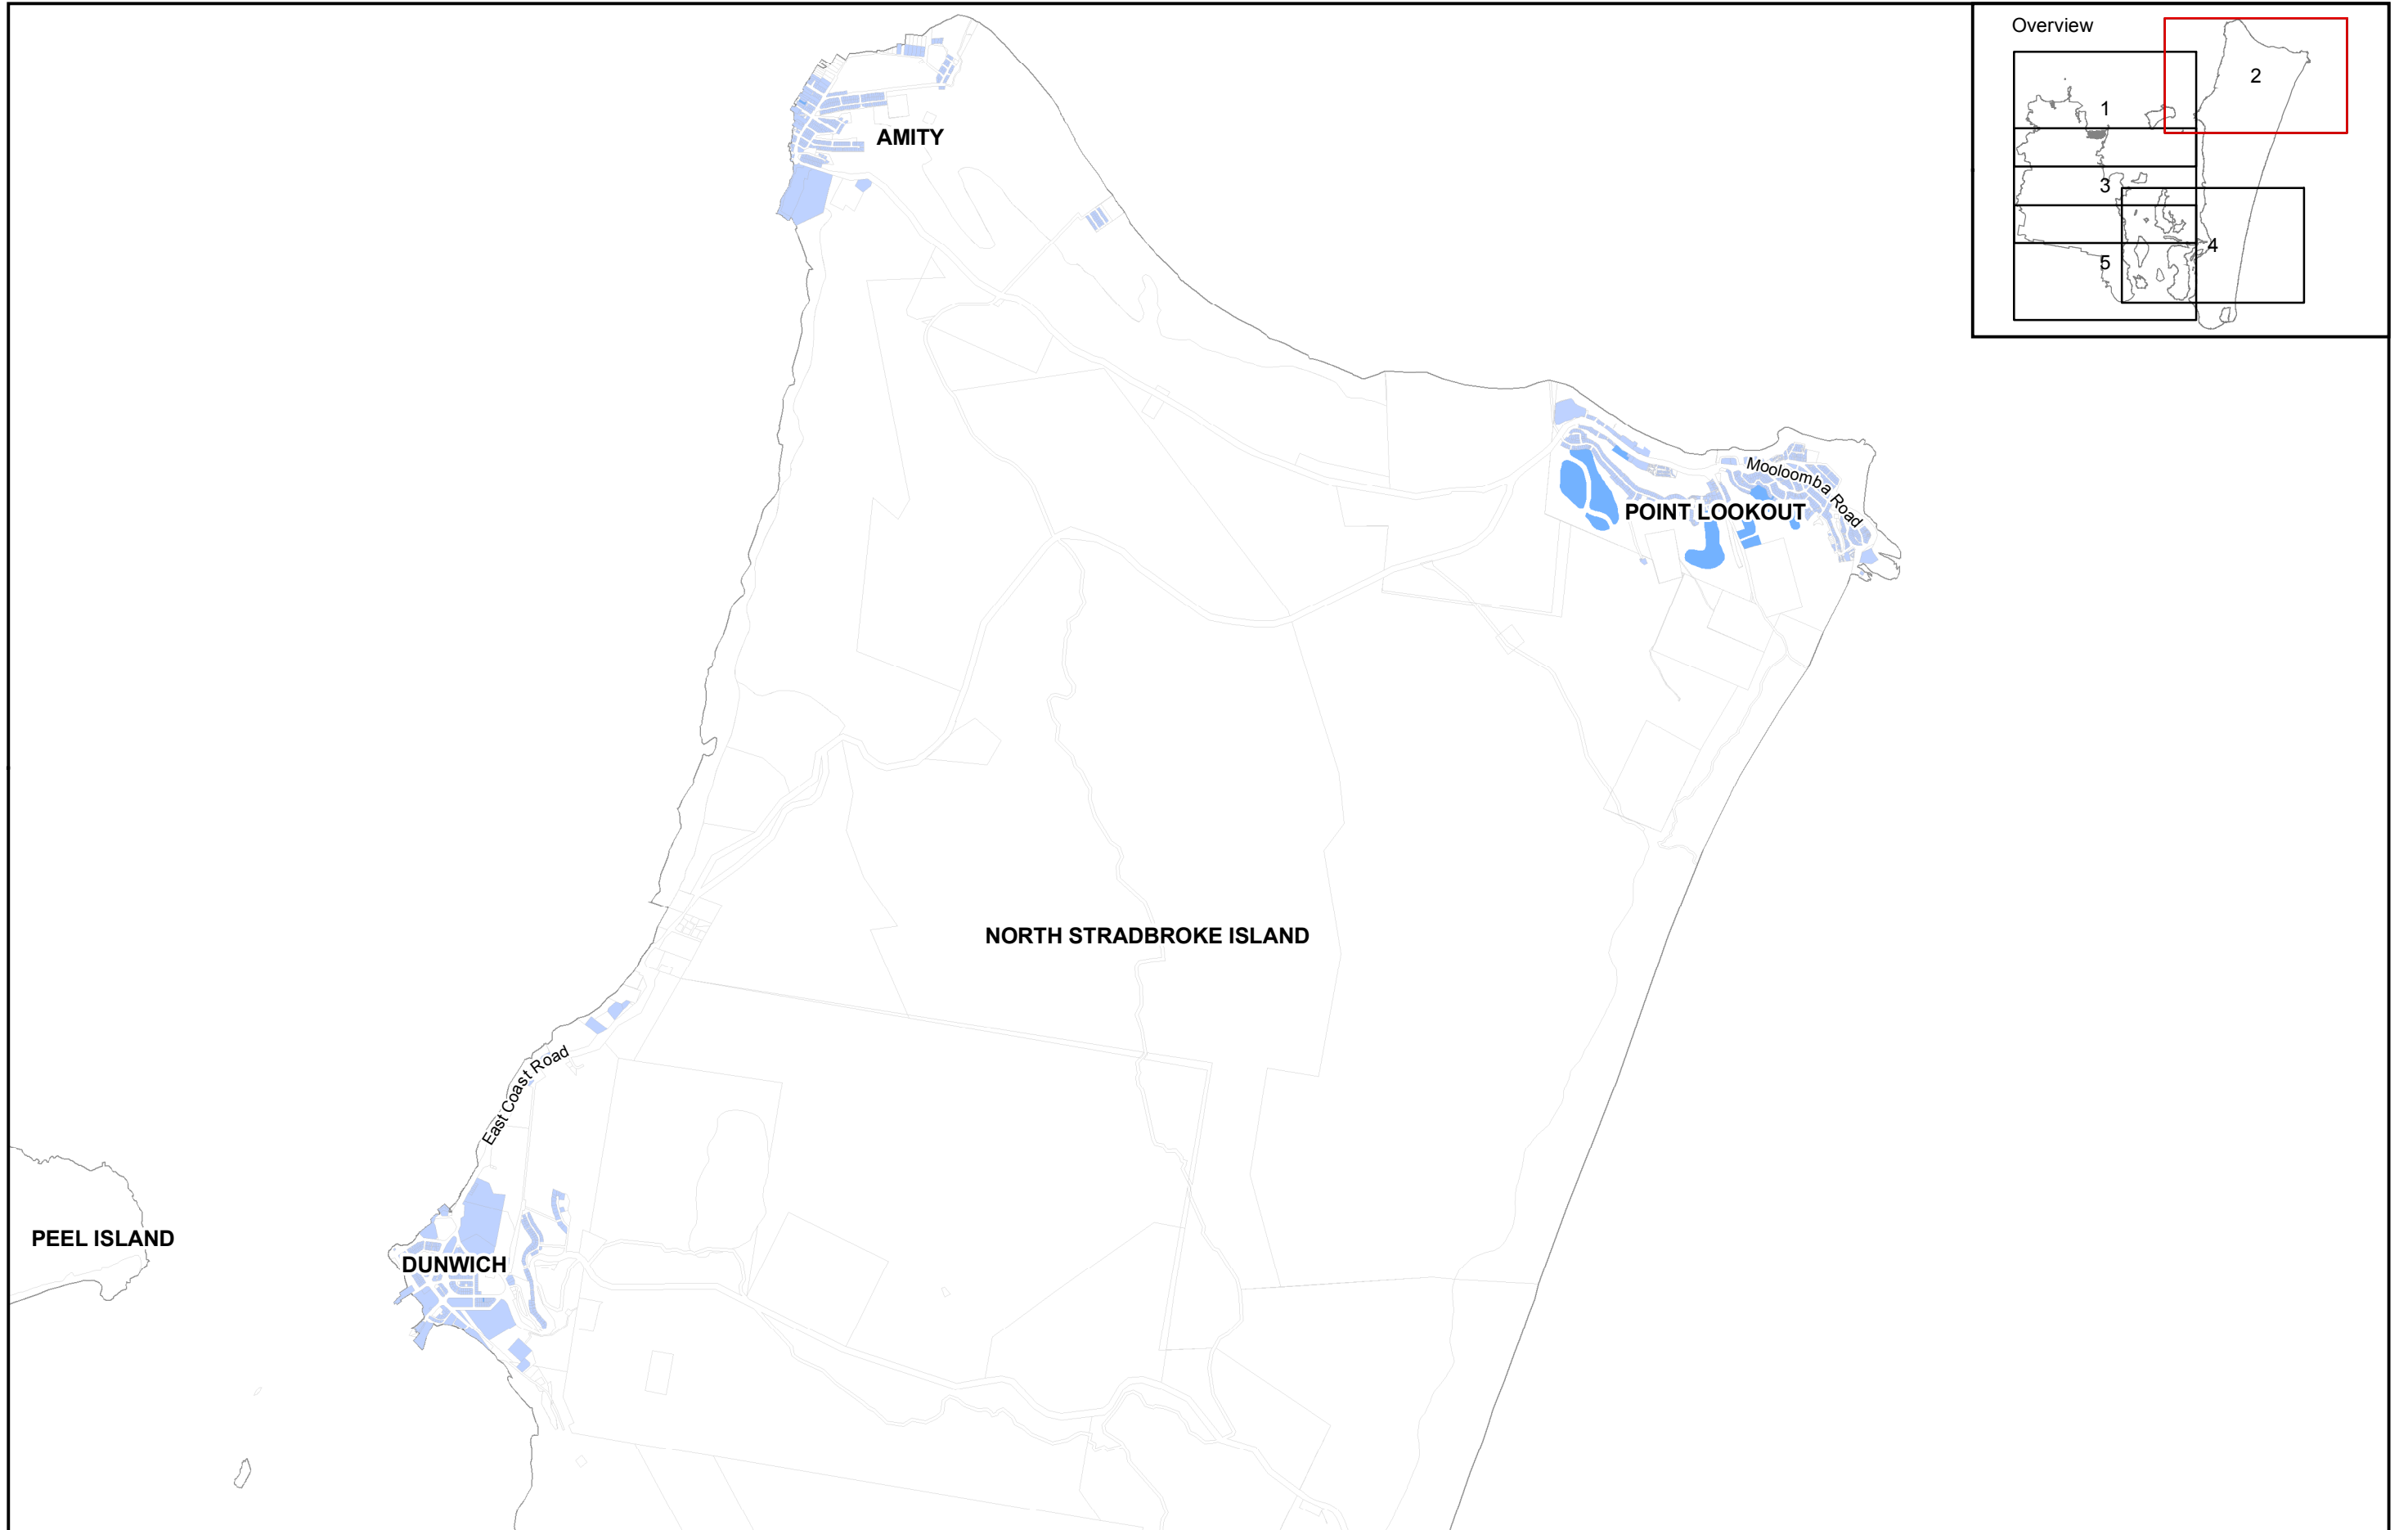 Overview
2
1
3
4
5
AMITY
Mooloomba Road
POINT LOOKOUT
NORTH STRADBROKE ISLAND
East Coast Road
PEEL ISLAND
DUNWICH